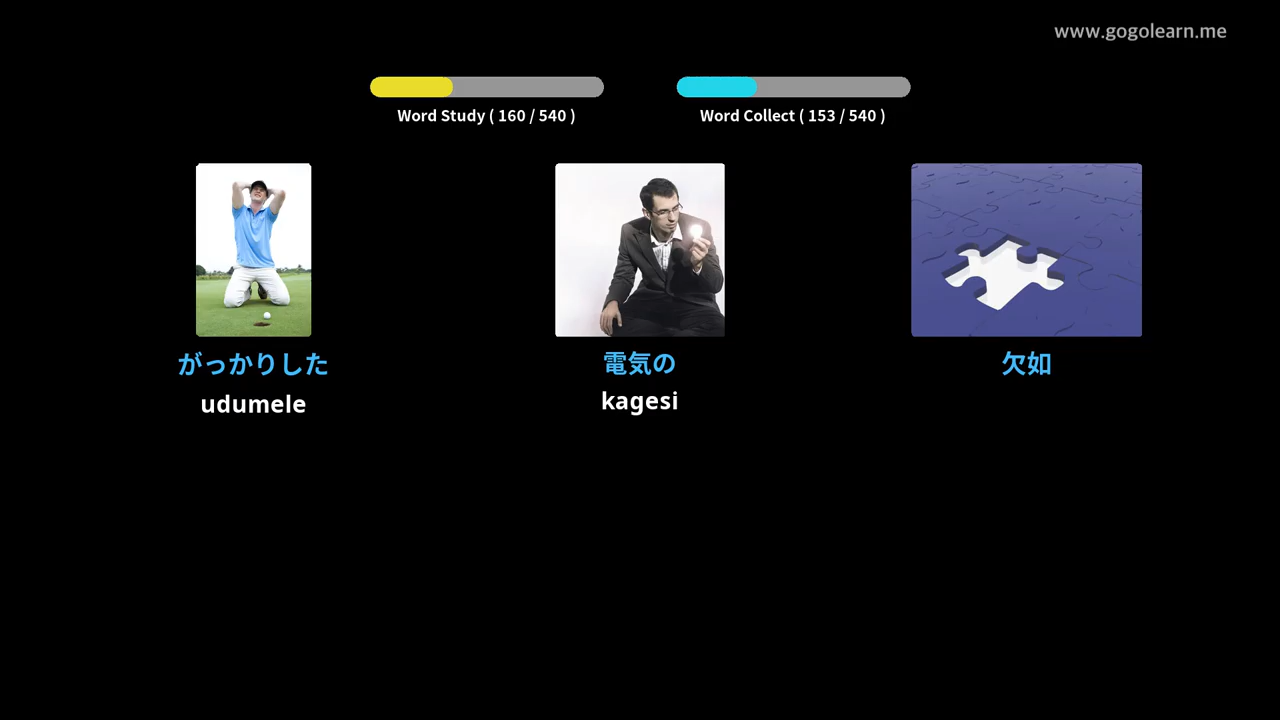 www.gogolearn.me
Word Study ( 160 / 540 )
Word Collect ( 153 / 540 )
がっかりした
udumele
電気の
kagesi
欠如